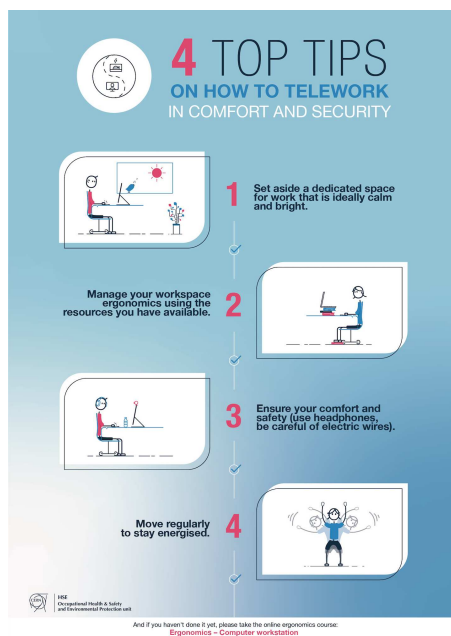 4 TOP TIPS
ON HOW TO TELEWORK
IN COMFORT AND SECURITY
1
Set aside a dedicated space
for work that is ideally calm
and bright.
Manage your workspace
ergonomics using the
resources you have available.
2
3
Ensure your comfort and
safety (use headphones,
be careful of electric wires).
Move regularly
to stay energised.
4
CERN
HSE
Occupational Health & Safety
and Environmental Protection unit
And if you haven't done it yet, please take the online ergonomics course:
Ergonomics – Computer workstation